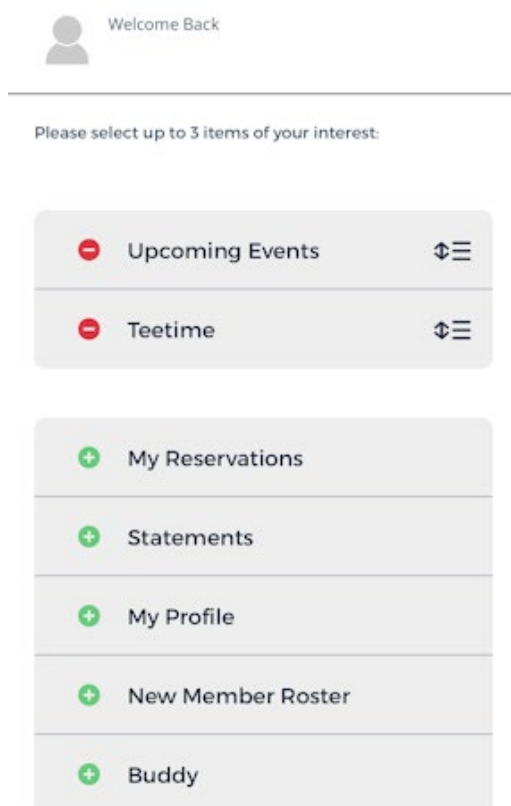 Welcome Back
Please select up to 3 items of your interest:
Upcoming Events
Teetime
My Reservations
Statements
My Profile
New Member Roster
Buddy